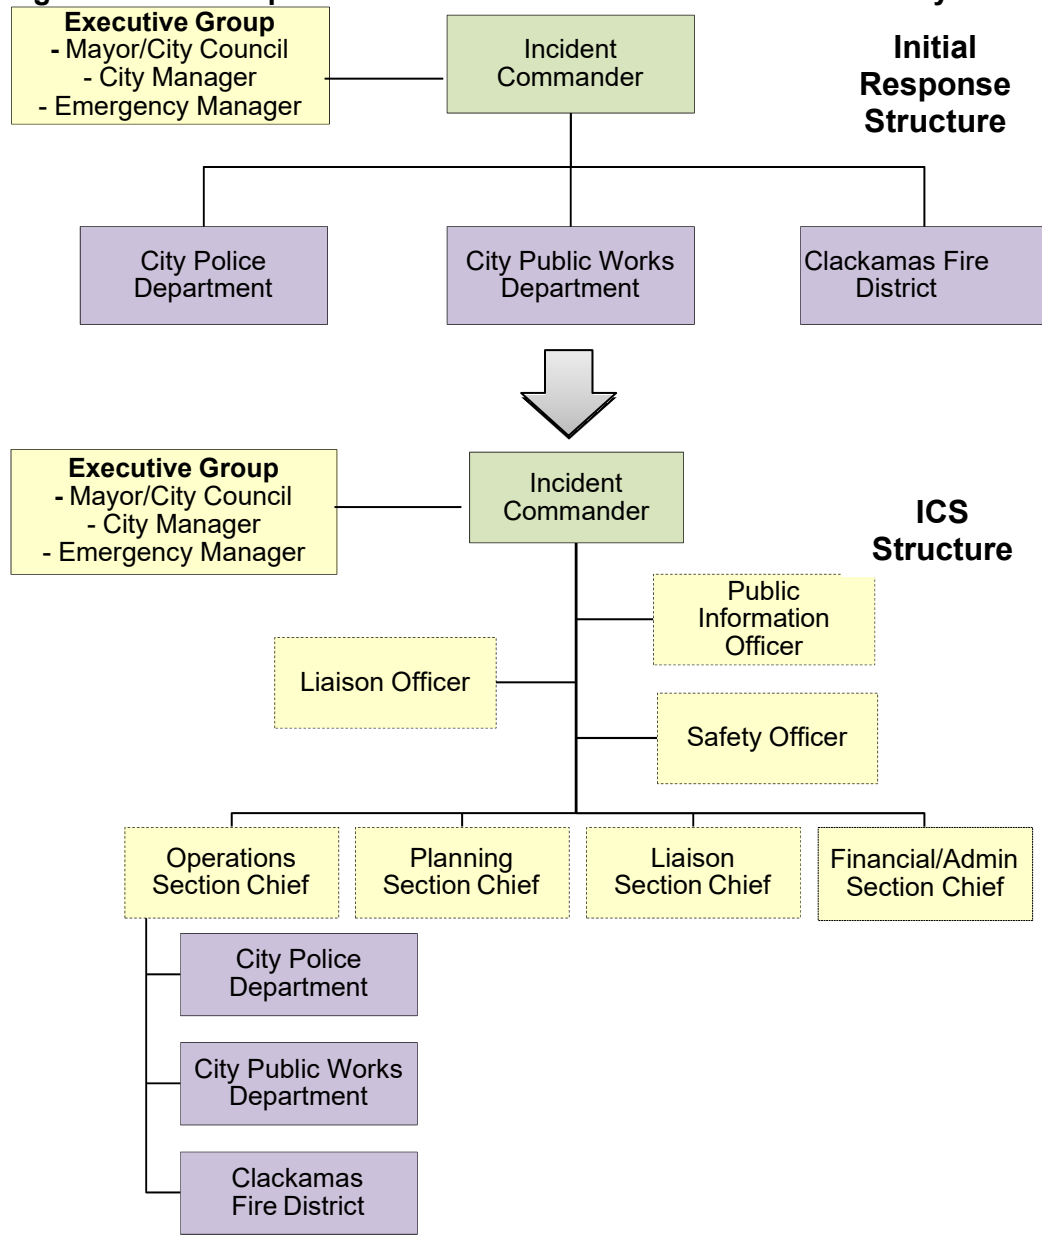 Executive Group
- Mayor/City Council
- City Manager
- Emergency Manager
Incident
Commander
Initial
Response
Structure
City Police
Department
City Public Works
Department
Clackamas Fire
District
Executive Group
- Mayor/City Council
- City Manager
- Emergency Manager
Incident
Commander
ICS
Structure
Public
Information
Officer
Liaison Officer
Safety Officer
Operations
Section Chief
Planning
Section Chief
Liaison
Section Chief
Financial/Admin
Section Chief
City Police
Department
City Public Works
Department
Clackamas
Fire District